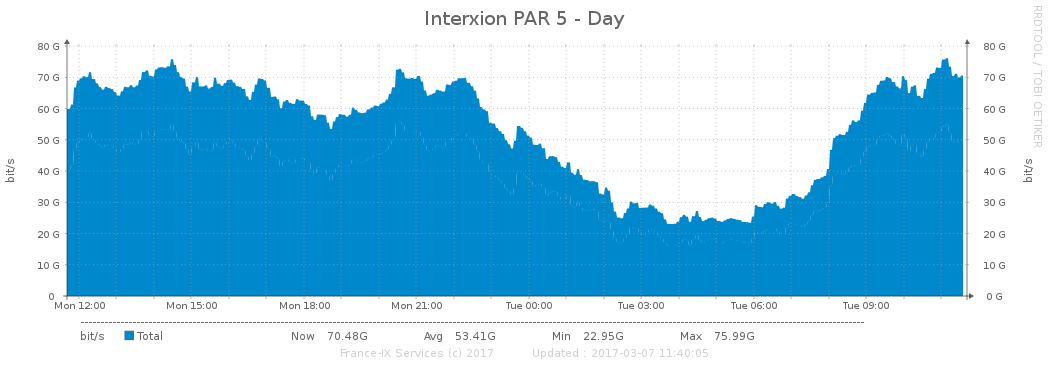 Interxion PAR 5 - Day
RRDTOOL / TOBI OETIKER
bit/s
80 G
70 G
60 G
50 G
40 G
30 G
20 G
10 G
0
80 G
70 G
60 G
50 G
40 G
30 G
20 G
10 G
0 G
bit/s
Mon 12:00 Mon 15:00 Mon 18:00 Mon 21:00 Tue 00:00 Tue 03:00 Tue 06:00 Tue 09:00
bit/s Total Now 70.48G Avg 53.41G Min 22.95G Max 75.99G
France-IX Services (c) 2017 Updated : 2017-03-07 11:40:05